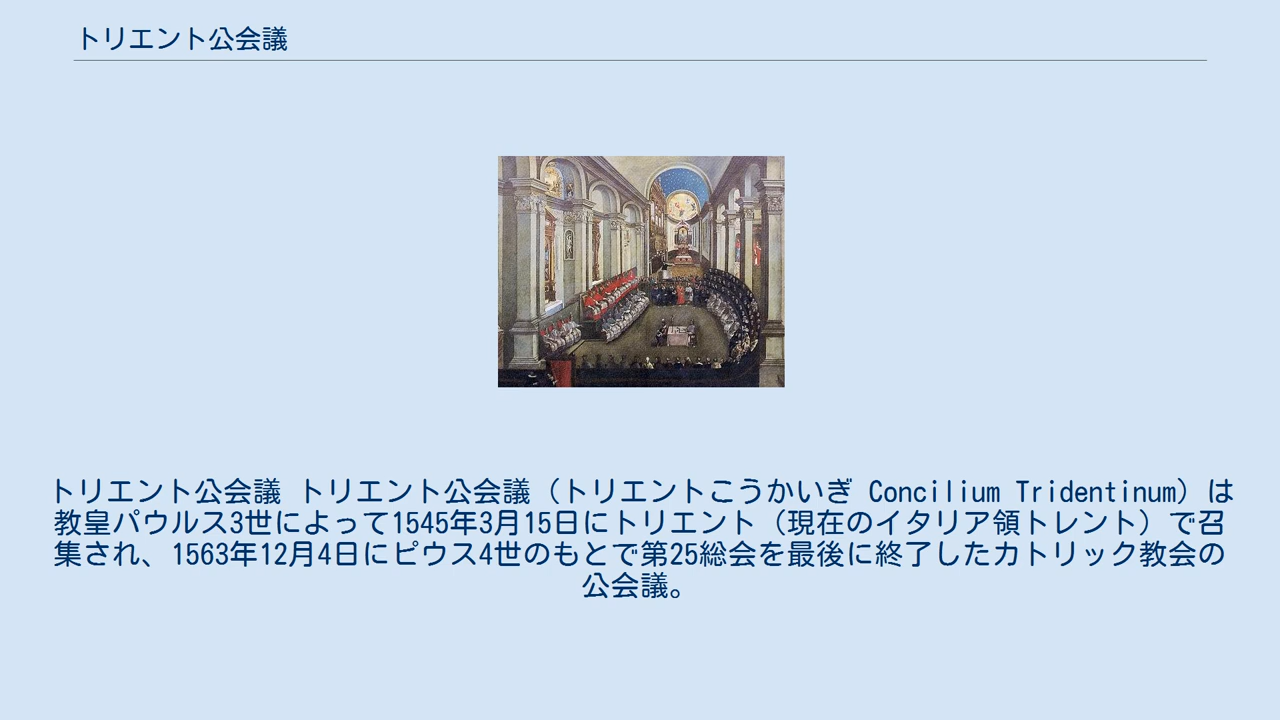 トリエント公会議
トリエント公会議 トリエント公会議（トリエントこうかいぎ Concilium Tridentinum）は
教皇パウルス3世によって1545年3月15日にトリエント（現在のイタリア領トレント）で召
集され、1563年12月4日にピウス4世のもとで第25総会を最後に終了したカトリック教会の
公会議。